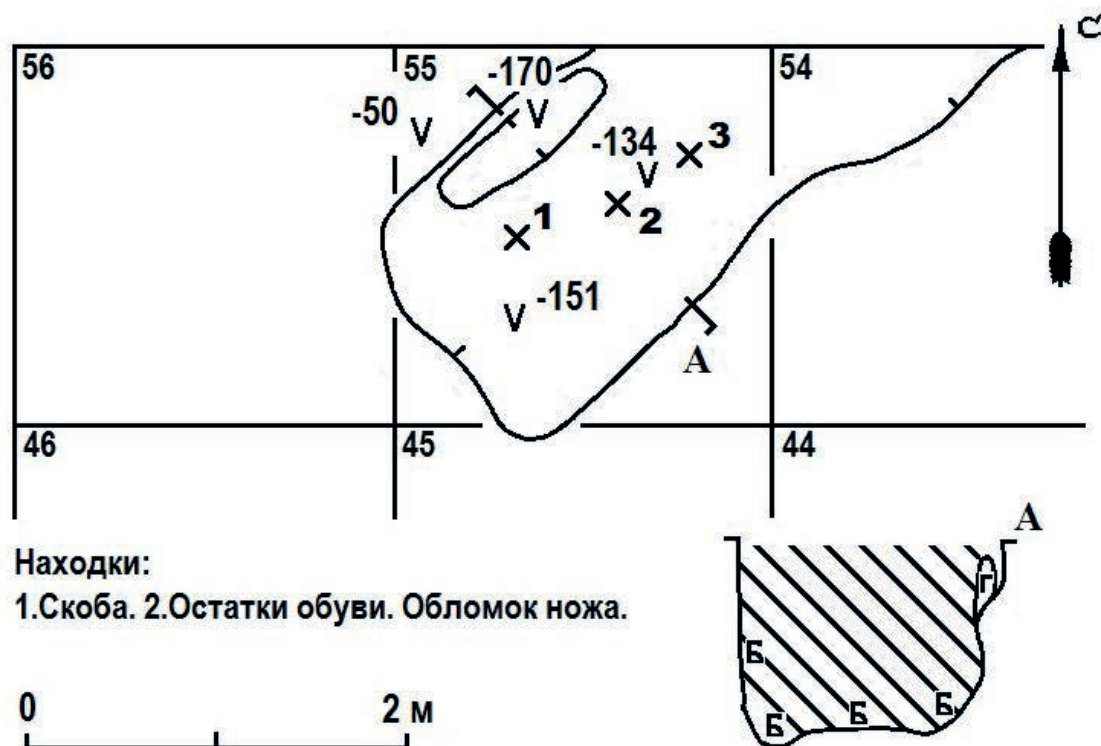 С
56 55 54
-170
-50
-134 3
1 2
-151
А
46 45 44
А
Г
Находки:
1.Скоба. 2.Остатки обуви. Обломок ножа.
Б
Б Б Б
0 2 м